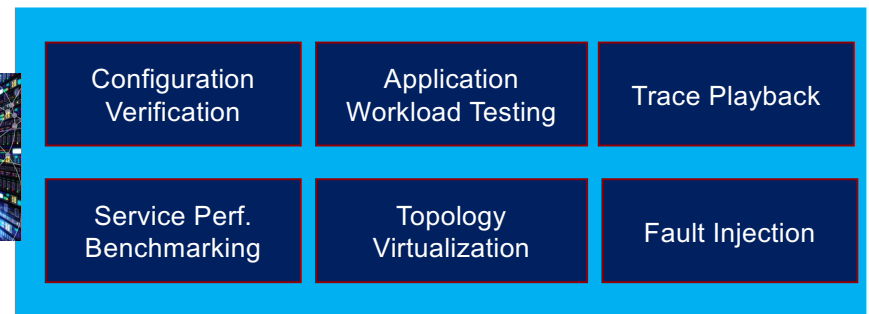 Configuration
Verification
Application
Workload Testing
Trace Playback
Service Perf.
Benchmarking
Topology
Virtualization
Fault Injection